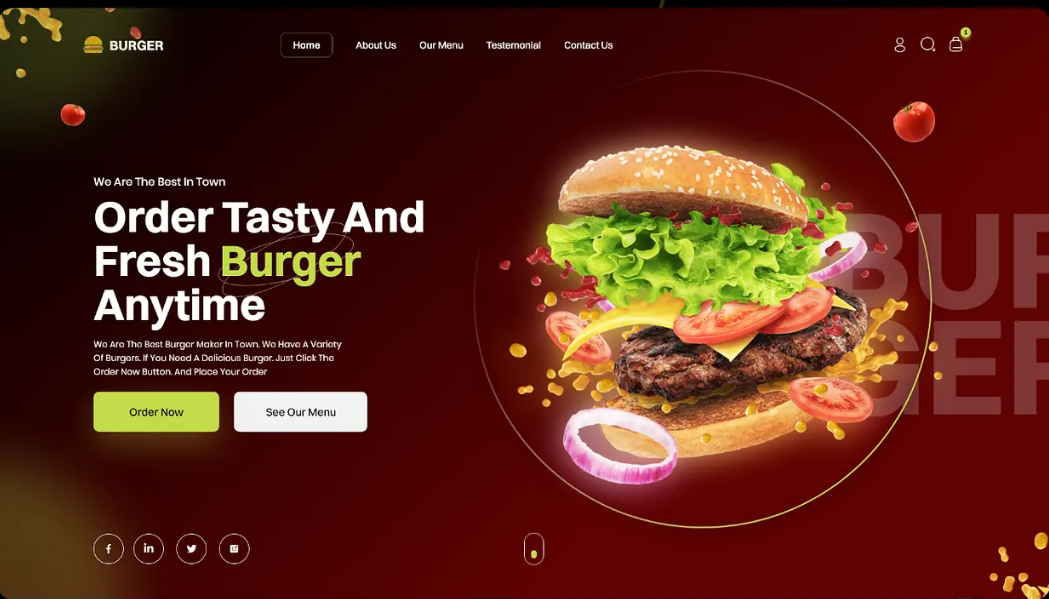 BURGER
Home
About Us
Our Menu
Testemonial
Contact Us
1
We Are The Best In Town
Order Tasty And
Fresh Burger
Anytime
We Are The Best Burger Maker In Town. We Have A Variety
Of Burgers. If You Need A Delicious Burger. Just Click The
Order Now Button. And Place Your Order
Order Now
See Our Menu
BUR
GER
f
in